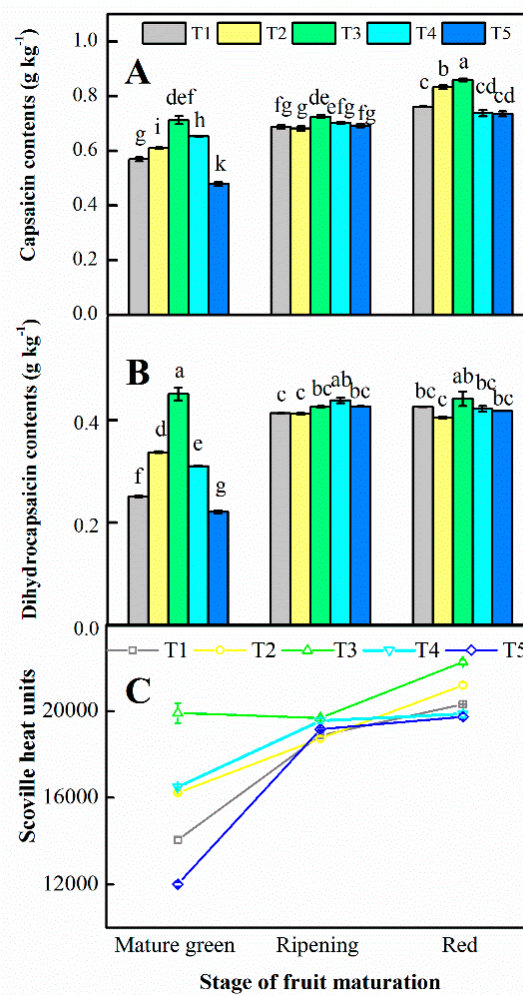 T1 T2 T3 T4 T5
A
Capsaicin contents (g kg⁻¹)
1.0
0.8
0.6
0.4
0.2
0.0
g i def h k
fg g de efg fg
c b a cd cd
B
Dihydrocapsaicin contents (g kg⁻¹)
0.4
0.2
0.0
f d a e g
c c bc ab bc
bc c ab bc bc
T1 T2 T3 T4 T5
C
Scoville heat units
20000
16000
12000
Mature green Ripening Red
Stage of fruit maturation